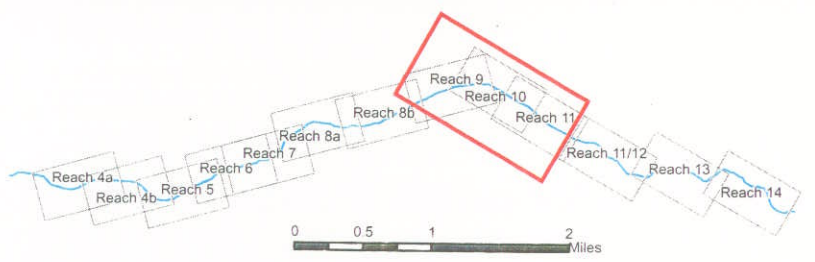 Reach 4a
Reach 4b
Reach 5
Reach 6
Reach 7
Reach 8a
Reach 8b
Reach 9
Reach 10
Reach 11
Reach 11/12
Reach 13
Reach 14
0 0.5 1 2
Miles